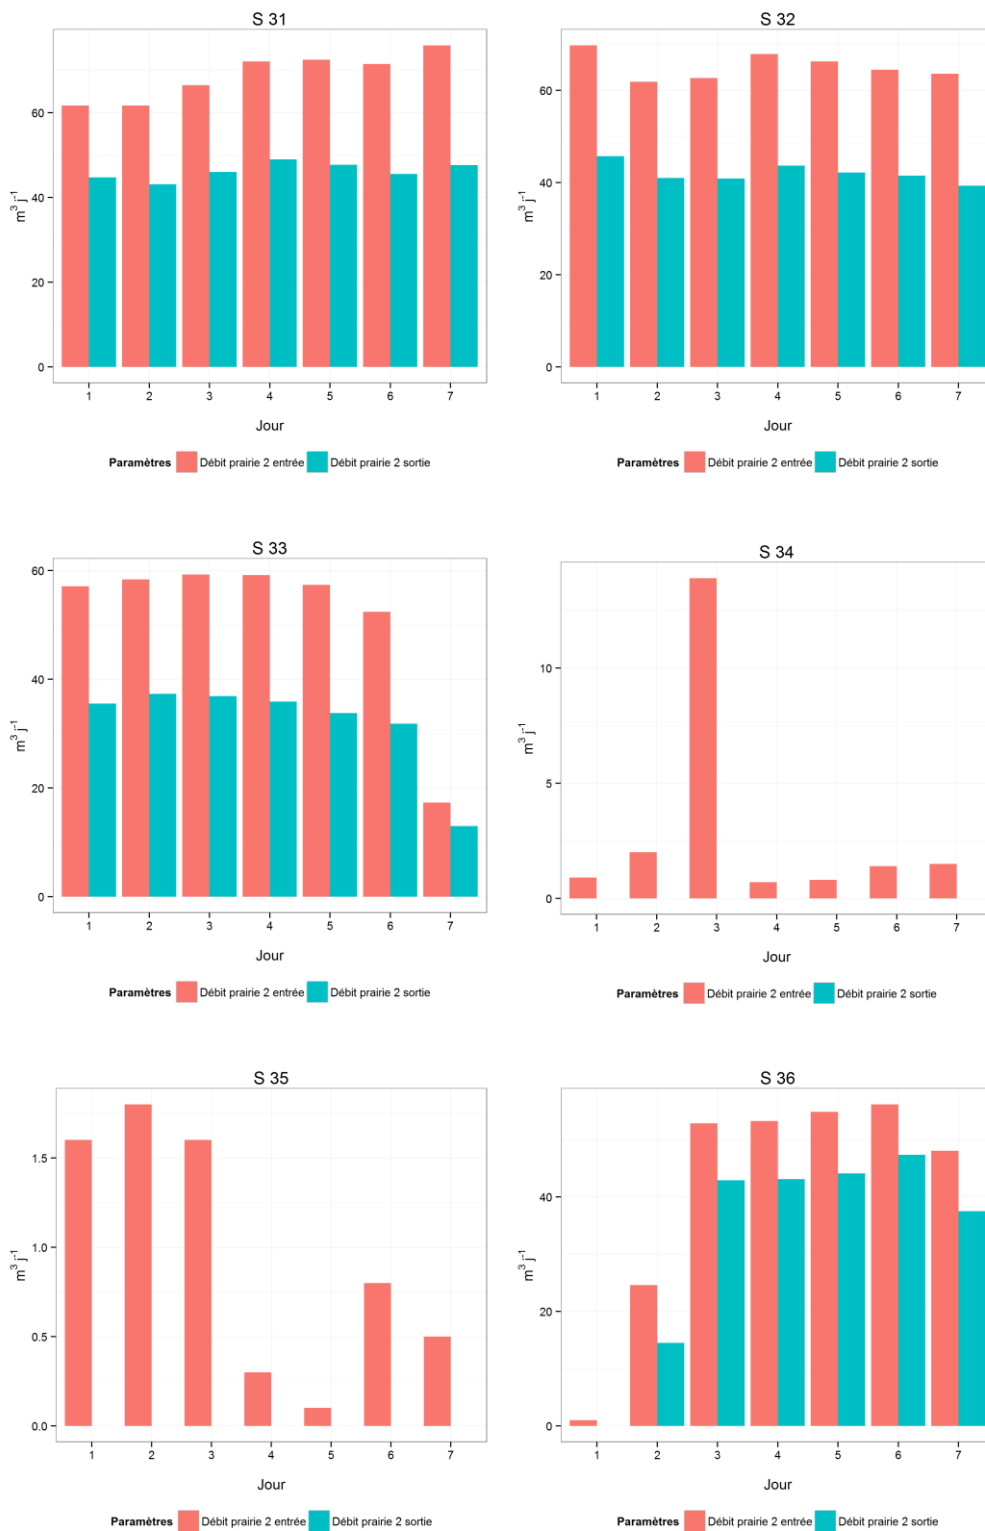 S 31
60
40
20
0
m³ j⁻¹
1 2 3 4 5 6 7
Jour
Paramètres Débit prairie 2 entrée Débit prairie 2 sortie
S 32
60
40
20
0
m³ j⁻¹
1 2 3 4 5 6 7
Jour
Paramètres Débit prairie 2 entrée Débit prairie 2 sortie
S 33
60
40
20
0
m³ j⁻¹
1 2 3 4 5 6 7
Jour
Paramètres Débit prairie 2 entrée Débit prairie 2 sortie
S 34
10
5
0
m³ j⁻¹
1 2 3 4 5 6 7
Jour
Paramètres Débit prairie 2 entrée Débit prairie 2 sortie
S 35
1.5
1.0
0.5
0.0
m³ j⁻¹
1 2 3 4 5 6 7
Jour
Paramètres Débit prairie 2 entrée Débit prairie 2 sortie
S 36
40
20
0
m³ j⁻¹
1 2 3 4 5 6 7
Jour
Paramètres Débit prairie 2 entrée Débit prairie 2 sortie